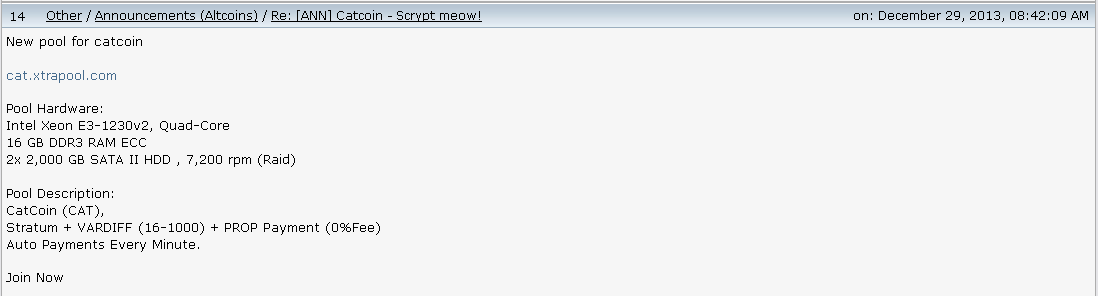 14 Other / Announcements (Altcoins) / Re: [ANN] Catcoin - Scrypt meow! on: December 29, 2013, 08:42:09 AM
New pool for catcoin
cat.xtrapool.com
Pool Hardware:
Intel Xeon E3-1230v2, Quad-Core
16 GB DDR3 RAM ECC
2x 2,000 GB SATA II HDD , 7,200 rpm (Raid)
Pool Description:
CatCoin (CAT),
Stratum + VARDIFF (16-1000) + PROP Payment (0%Fee)
Auto Payments Every Minute.
Join Now